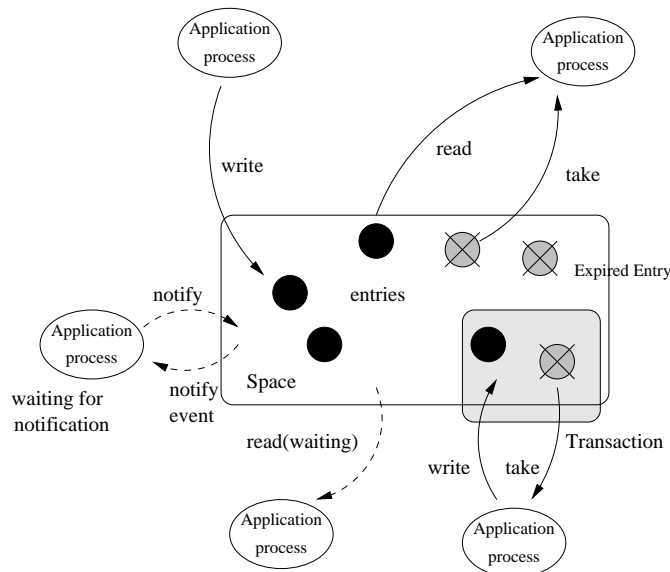 Application
process
Application
process
read
write
take
Expired Entry
notify
entries
Application
process
Space
waiting for
notification
notify
event
read(waiting)
Transaction
write
take
Application
process
Application
process